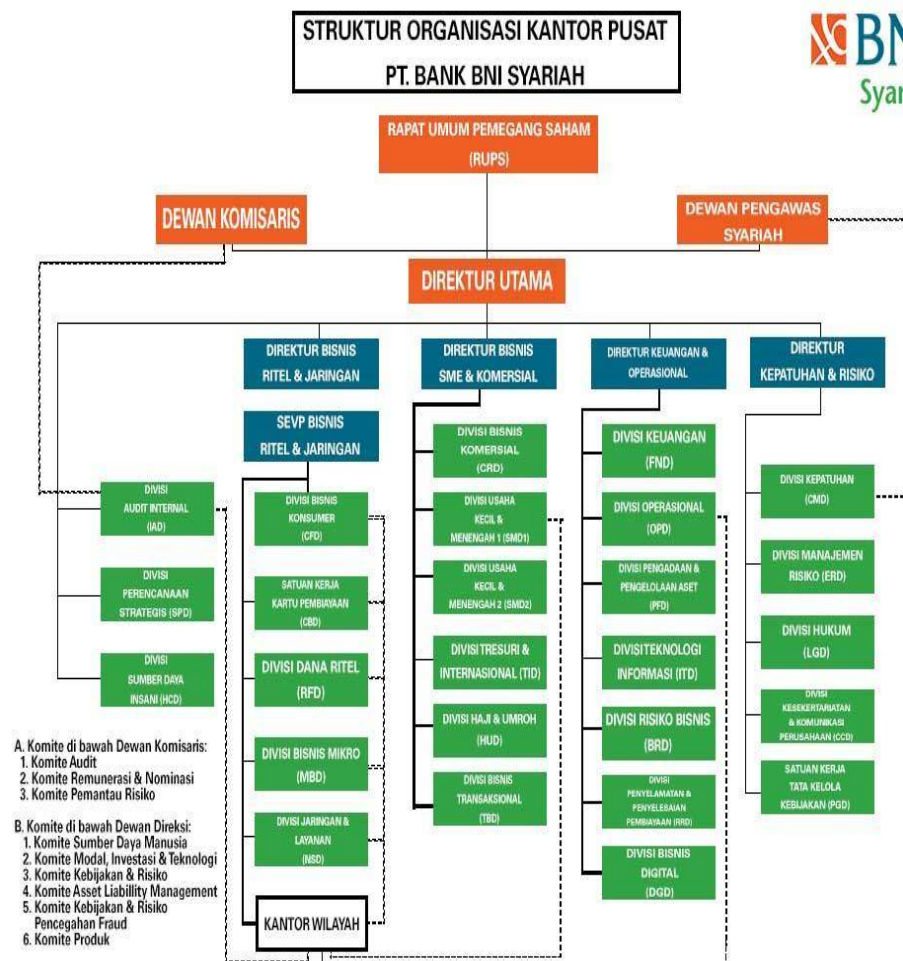 STRUKTUR ORGANISASI KANTOR PUSAT
PT. BANK BNI SYARIAH
RAPAT UMUM PEMEGANG SAHAM
(RUPS)
DEWAN KOMISARIS
DEWAN PENGAWAS
SYARIAH
DIREKTUR UTAMA
DIREKTUR BISNIS
RITEL & JARINGAN
DIREKTUR BISNIS
SME & KOMERSIAL
DIREKTUR KEUANGAN &
OPERASIONAL
DIREKTUR
KEPATUHAN & RISIKO
SEVP BISNIS
RITEL & JARINGAN
DIVISI
AUDIT INTERNAL
(IAD)
DIVISI
PERENCANAAN
STRATEGIS (SPD)
DIVISI
SUMBER DAYA
INSANI (HCD)
DIVISI BISNIS
KONSUMER
(CFD)
SATUAN KERJA
KARTU PEMBIAYAAN
(CBD)
DIVISI DANA RITEL
(RFD)
DIVISI BISNIS MIKRO
(MBD)
DIVISI JARINGAN &
LAYANAN
(NSD)
KANTOR WILAYAH
DIVISI BISNIS
KOMERSIAL
(CRD)
DIVISI USAHA
KECIL &
MENENGAH 1 (SMD1)
DIVISI USAHA
KECIL &
MENENGAH 2 (SMD2)
DIVISI TRESURI &
INTERNASIONAL (TID)
DIVISI HAJI & UMROH
(HUD)
DIVISI BISNIS
TRANSAKSIONAL
(TBD)
DIVISI KEUANGAN
(FND)
DIVISI OPERASIONAL
(OPD)
DIVISI PENGADAAN &
PENGELOLAAN ASET
(PFD)
DIVISI TEKNOLOGI
INFORMASI (ITD)
DIVISI RISIKO BISNIS
(BRD)
DIVISI
PENYELAMATAN &
PENYELESAIAN
PEMBIAYAAN (RRD)
DIVISI BISNIS
DIGITAL
(DGD)
DIVISI KEPATUHAN
(CMD)
DIVISI MANAJEMEN
RISIKO (ERD)
DIVISI HUKUM
(LGD)
DIVISI
KESEKERTARIATAN
& KOMUNIKASI
PERUSAHAAN (CCD)
SATUAN KERJA
TATA KELOLA
KEBIJAKAN (PGD)
A. Komite di bawah Dewan Komisaris:
1. Komite Audit
2. Komite Remunerasi & Nominasi
3. Komite Pemantau Risiko
B. Komite di bawah Dewan Direksi:
1. Komite Sumber Daya Manusia
2. Komite Modal, Investasi & Teknologi
3. Komite Kebijakan & Risiko
4. Komite Asset Liabillity Management
5. Komite Kebijakan & Risiko
Pencegahan Fraud
6. Komite Produk